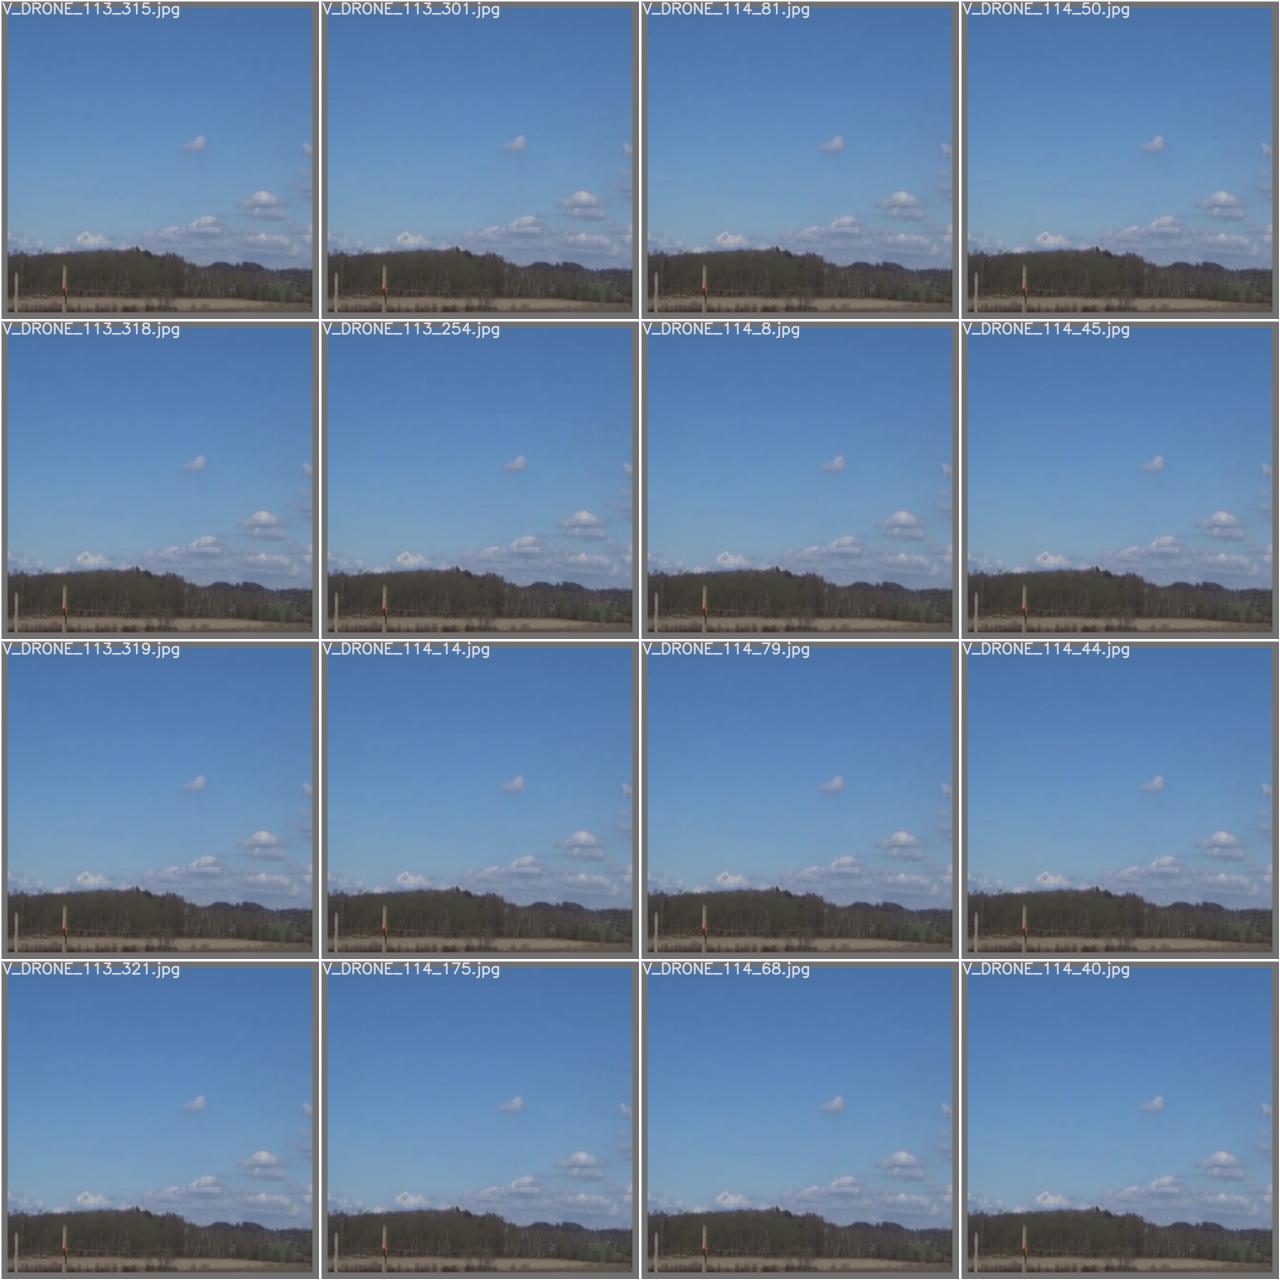 V_DRONE_113_315.jpg
V_DRONE_113_301.jpg
V_DRONE_114_81.jpg
V_DRONE_114_50.jpg
V_DRONE_113_318.jpg
V_DRONE_113_254.jpg
V_DRONE_114_8.jpg
V_DRONE_114_45.jpg
V_DRONE_113_319.jpg
V_DRONE_114_14.jpg
V_DRONE_114_79.jpg
V_DRONE_114_44.jpg
V_DRONE_113_321.jpg
V_DRONE_114_175.jpg
V_DRONE_114_68.jpg
V_DRONE_114_40.jpg